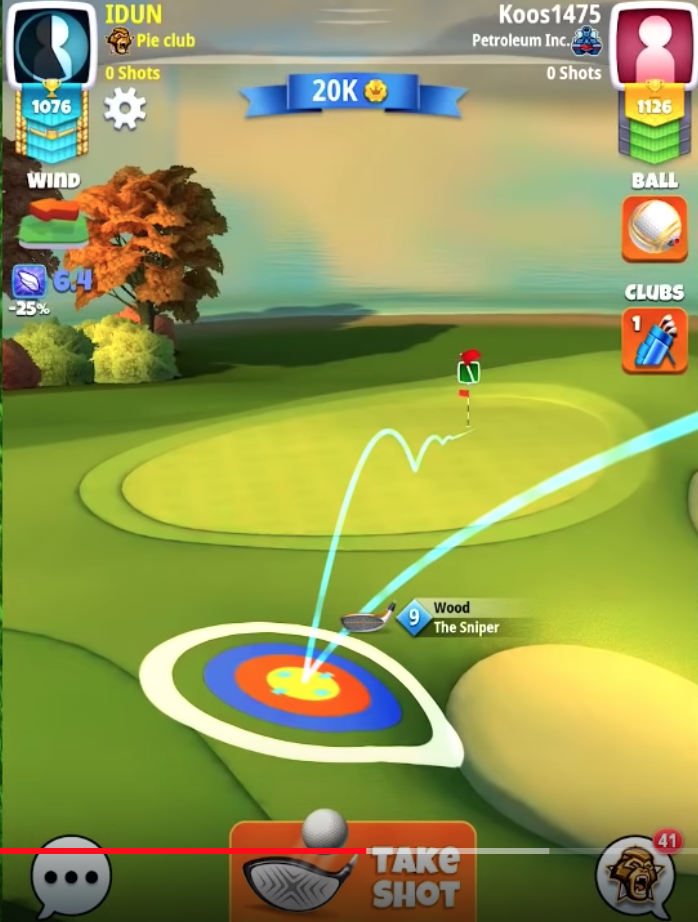 IDUN
Pie club
0 Shots
1076
Koos1475
Petroleum Inc.
0 Shots
1126
20K
WIND
6.4
-25%
BALL
CLUBS
1
9
Wood
The Sniper
TAKE
SHOT
41